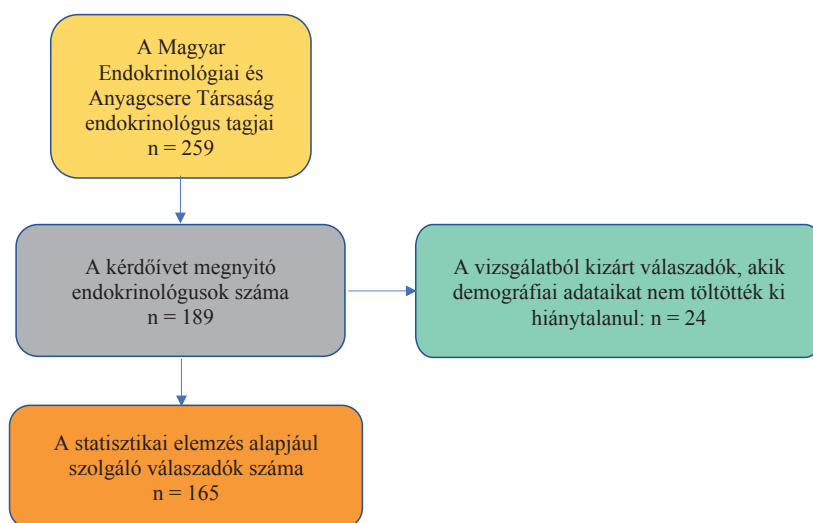 A Magyar
Endokrinológiai és
Anyagcsere Társaság
endokrinológus tagjai
n = 259
A kérdőívet megnyitó
endokrinológusok száma
n = 189
A vizsgálatból kizárt válaszadók, akik
demográfiai adataikat nem töltötték ki
hiánytalanul: n = 24
A statisztikai elemzés alapjául
szolgáló válaszadók száma
n = 165